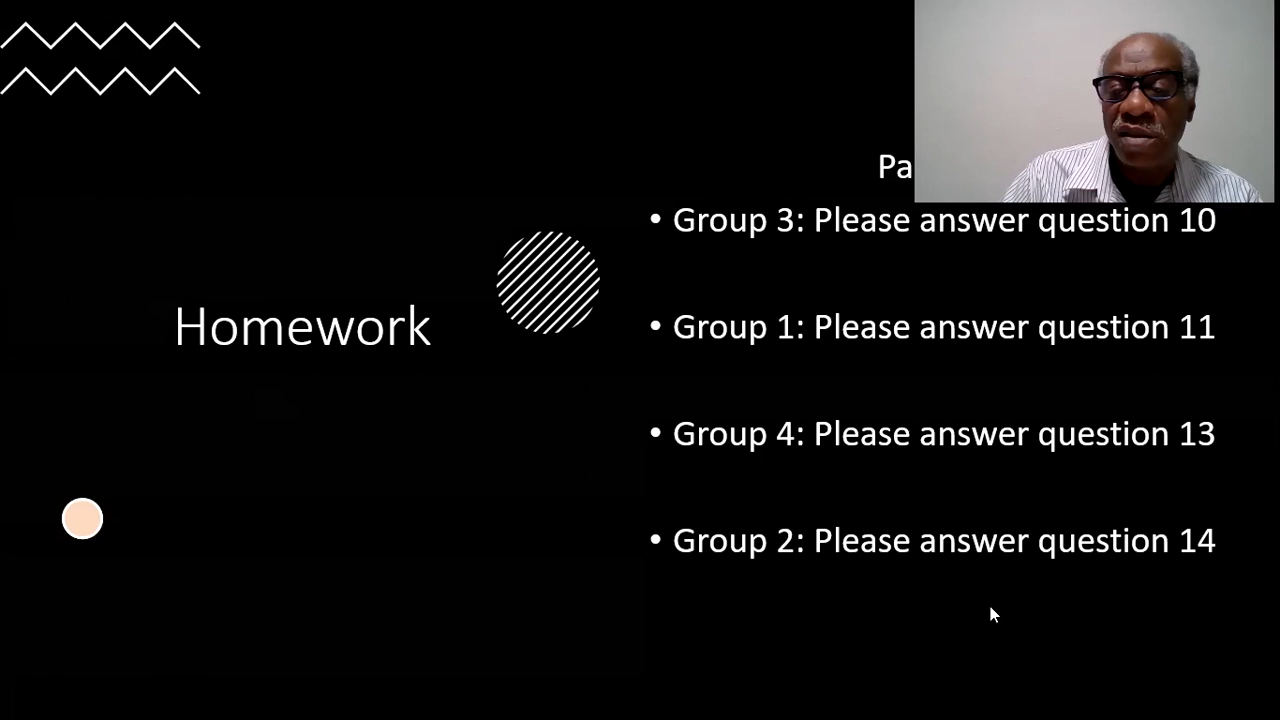 Homework
• Group 3: Please answer question 10
• Group 1: Please answer question 11
• Group 4: Please answer question 13
• Group 2: Please answer question 14